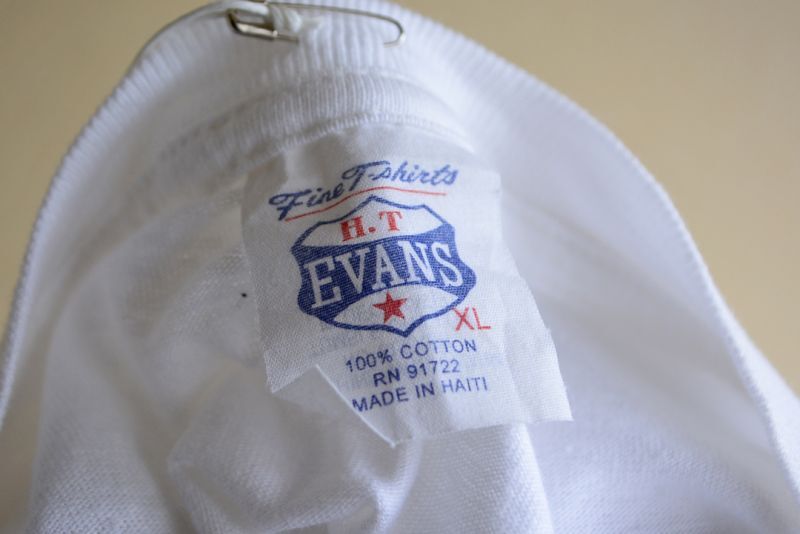 Fine T-shirts
H.T
EVANS
XL
100% COTTON
RN 91722
MADE IN HAITI